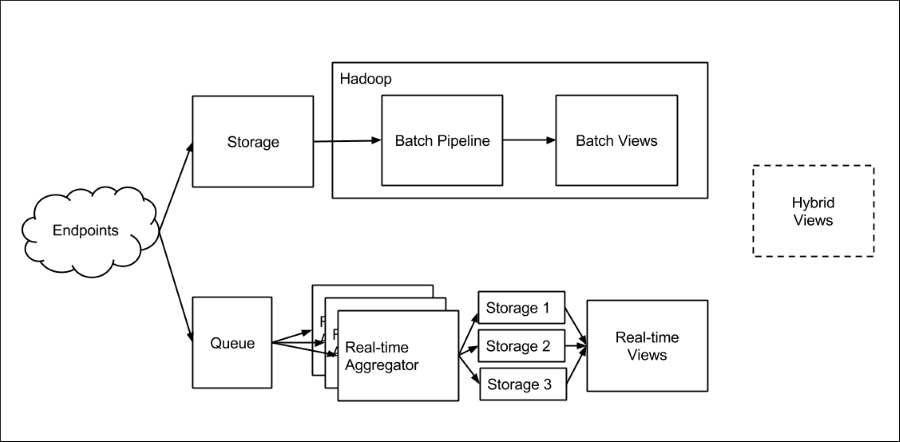 Hadoop
Storage
Batch Pipeline
Batch Views
Endpoints
Hybrid
Views
Queue
Real-time
Aggregator
Storage 1
Storage 2
Storage 3
Real-time
Views